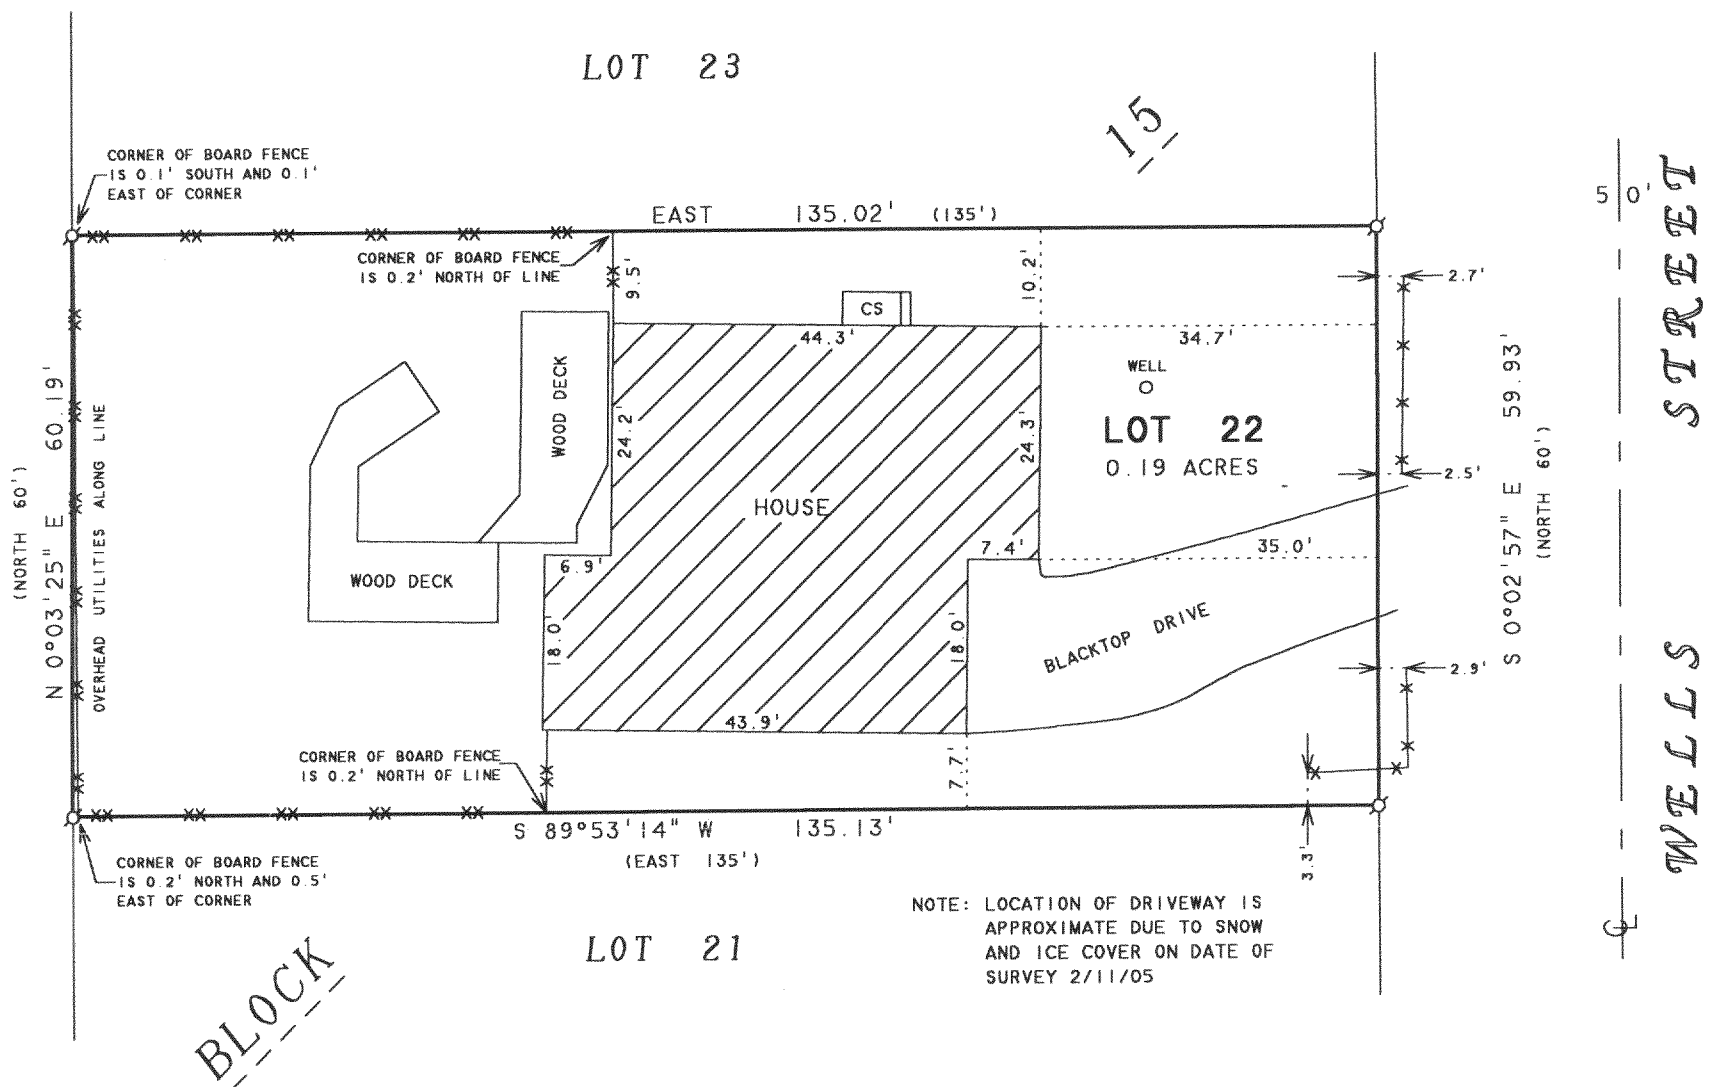 LOT 23
15
CORNER OF BOARD FENCE
IS 0.1' SOUTH AND 0.1'
EAST OF CORNER
50'
EAST 135.02' (135')
CORNER OF BOARD FENCE
IS 0.2' NORTH OF LINE
9.5'
10.2'
2.7'
CS
44.3'
34.7'
WELL
WOOD DECK
24.2'
24.3'
LOT 22
0.19 ACRES
2.5'
HOUSE
(NORTH 60')
N 0°03'25" E 60.19'
OVERHEAD UTILITIES ALONG LINE
S 0°02'57" E 59.93'
(NORTH 60')
WELLS STREET
7.4'
35.0'
6.9'
WOOD DECK
18.0'
18.0'
BLACKTOP DRIVE
2.9'
43.9'
CORNER OF BOARD FENCE
IS 0.2' NORTH OF LINE
7.7'
S 89°53'14" W 135.13'
(EAST 135')
3.3'
CORNER OF BOARD FENCE
IS 0.2' NORTH AND 0.5'
EAST OF CORNER
NOTE: LOCATION OF DRIVEWAY IS
APPROXIMATE DUE TO SNOW
AND ICE COVER ON DATE OF
SURVEY 2/11/05
LOT 21
BLOCK
CL